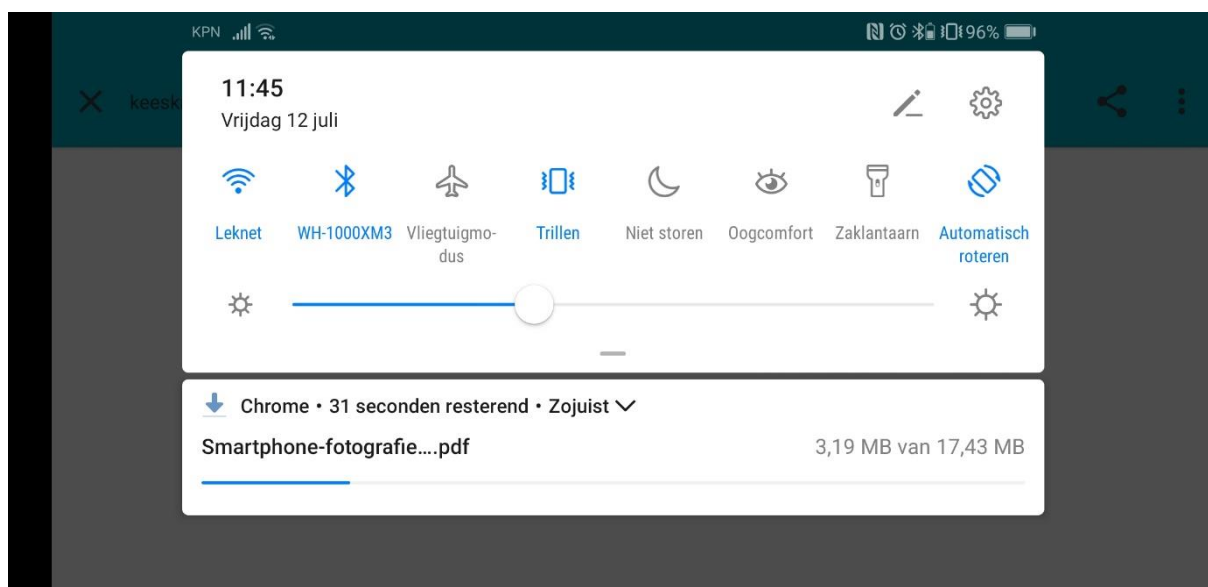 KPN 96%
11:45
Vrijdag 12 juli
keesk
Leknet WH-1000XM3 Vliegtuigmo-
dus Trillen Niet storen Oogcomfort Zaklantaarn Automatisch
roteren
Chrome • 31 seconden resterend • Zojuist
Smartphone-fotografie....pdf 3,19 MB van 17,43 MB